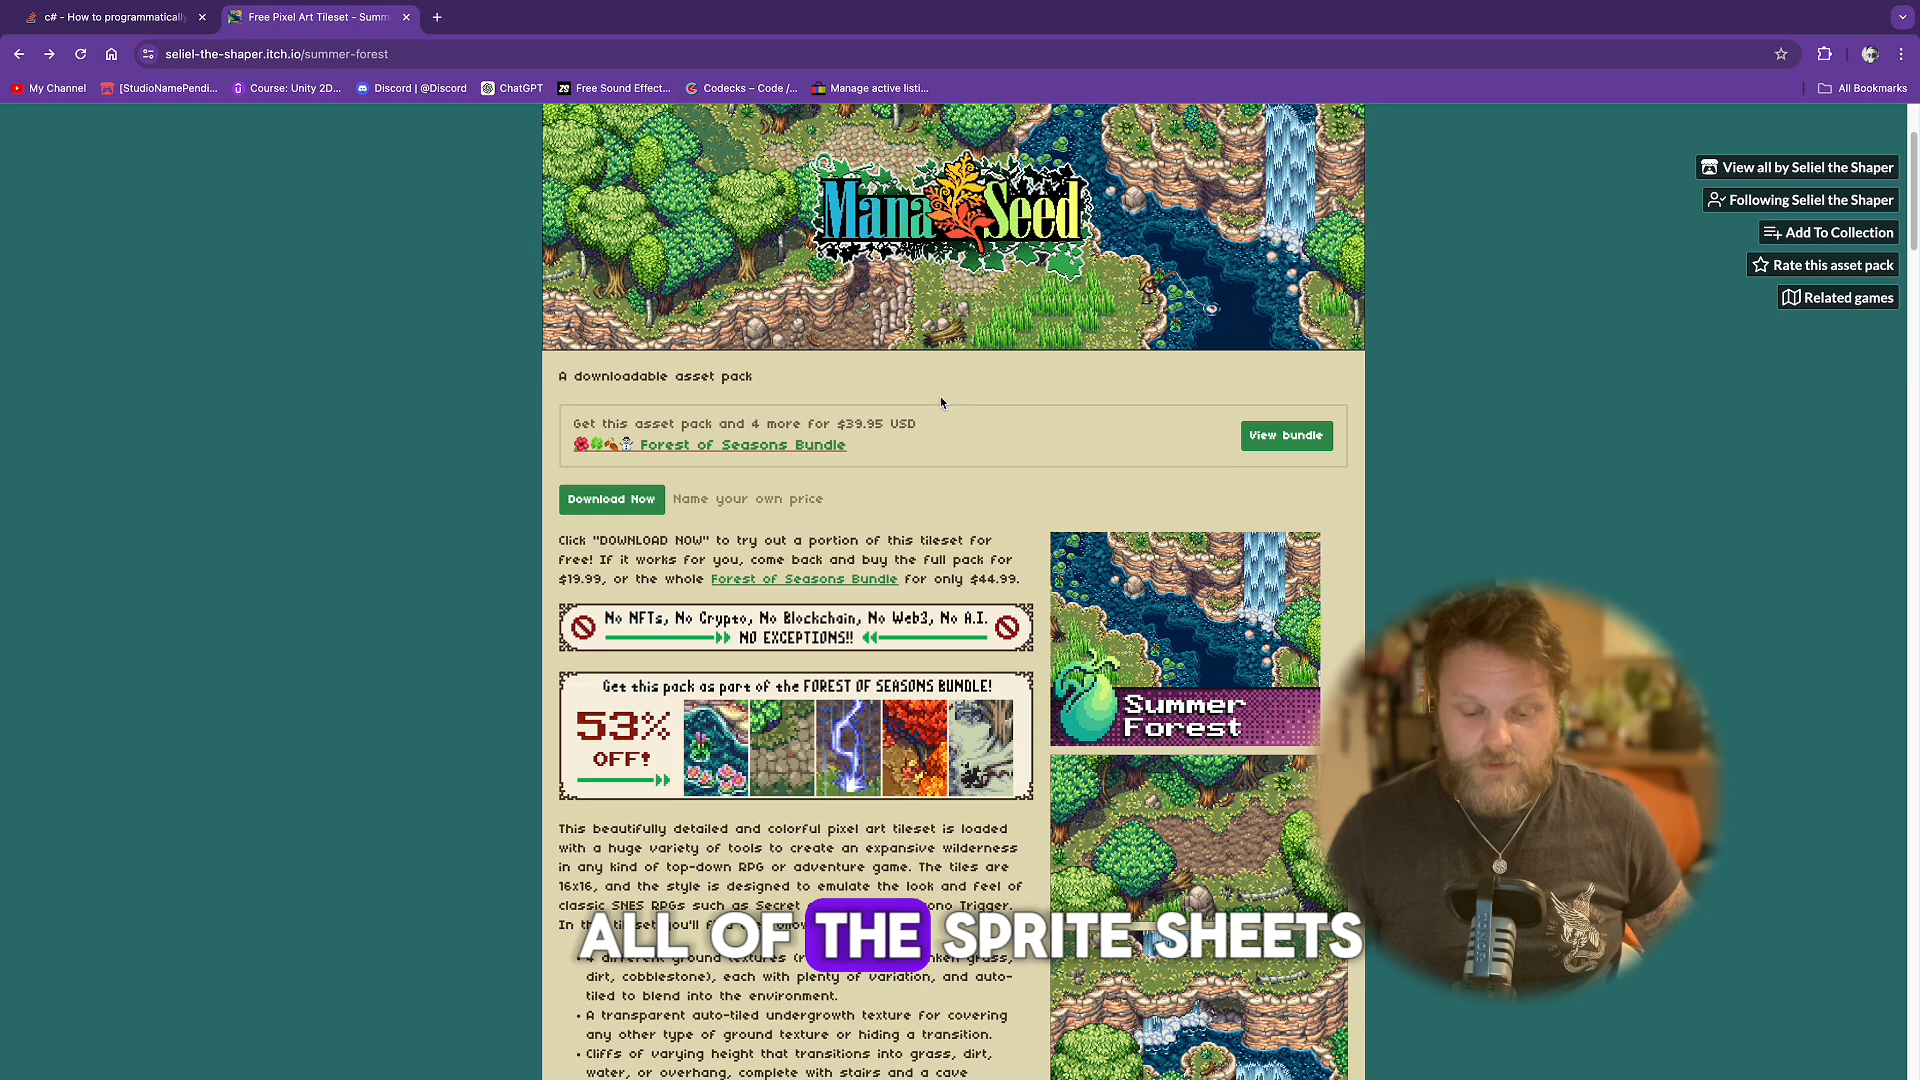 c# - How to programmatically
Free Pixel Art Tileset - Summ
seliel-the-shaper.itch.io/summer-forest
My Channel
[StudioNamePendi...
Course: Unity 2D...
Discord | @Discord
ChatGPT
Free Sound Effect...
Codecks – Code /...
Manage active listi...
All Bookmarks
Mana Seed
View all by Seliel the Shaper
Following Seliel the Shaper
Add To Collection
Rate this asset pack
Related games
A downloadable asset pack
Get this asset pack and 4 more for $39.95 USD
Forest of Seasons Bundle
View bundle
Download Now Name your own price
Click "DOWNLOAD NOW" to try out a portion of this tileset for
free! If it works for you, come back and buy the full pack for
$19.99, or the whole Forest of Seasons Bundle for only $44.99.
No NFTs, No Crypto, No Blockchain, No Web3, No A.I.
NO EXCEPTIONS!!
Get this pack as part of the FOREST OF SEASONS BUNDLE!
53%
OFF!
Summer
Forest
This beautifully detailed and colorful pixel art tileset is loaded
with a huge variety of tools to create an expansive wilderness
in any kind of top-down RPG or adventure game. The tiles are
16x16, and the style is designed to emulate the look and feel of
classic SNES RPGs such as Secret Trigger.
ALL OF THE SPRITE SHEETS
4 different ground textures
dirt, cobblestone), each with plenty of variation, and auto-
tiled to blend into the environment.
• A transparent auto-tiled undergrowth texture for covering
any other type of ground texture or hiding a transition.
• Cliffs of varying height that transitions into grass, dirt,
water, or overhang, complete with stairs and a cave